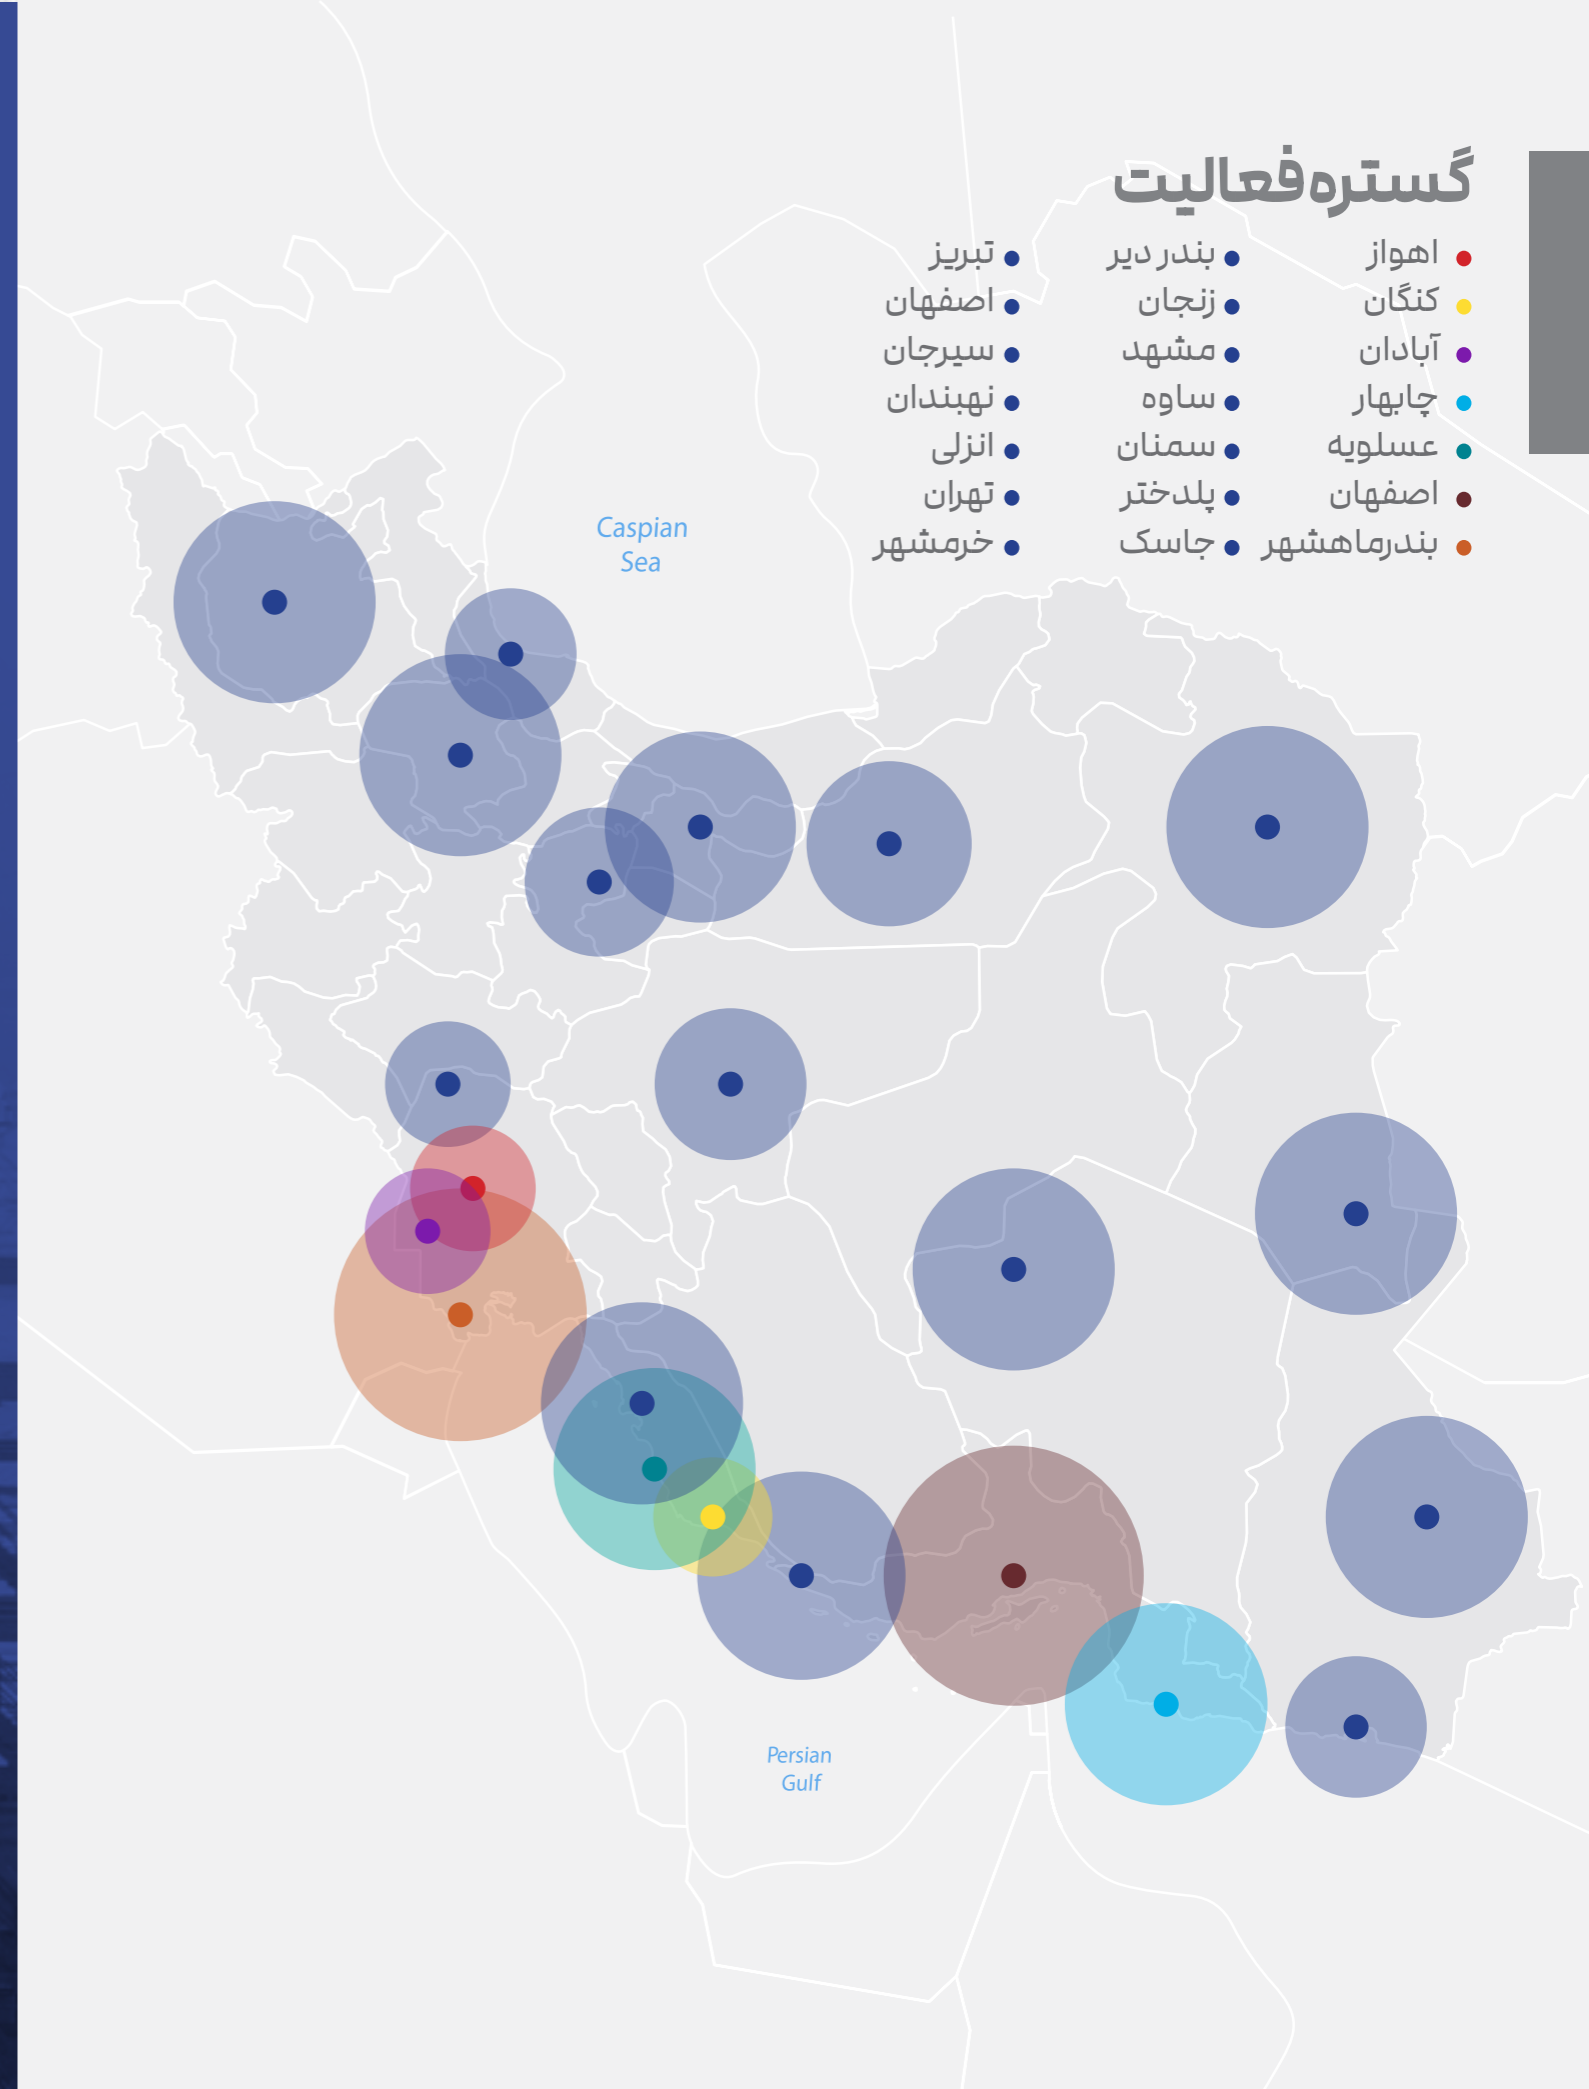 گستره فعالیت
اهواز
کنگان
آبادان
چابهار
عسلویه
اصفهان
بندرماهشهر
بندر دیر
زنجان
مشهد
ساوه
سمنان
پلدختر
جاسک
تبریز
اصفهان
سیرجان
نهبندان
انزلی
تهران
خرمشهر
Caspian
Sea
Persian
Gulf